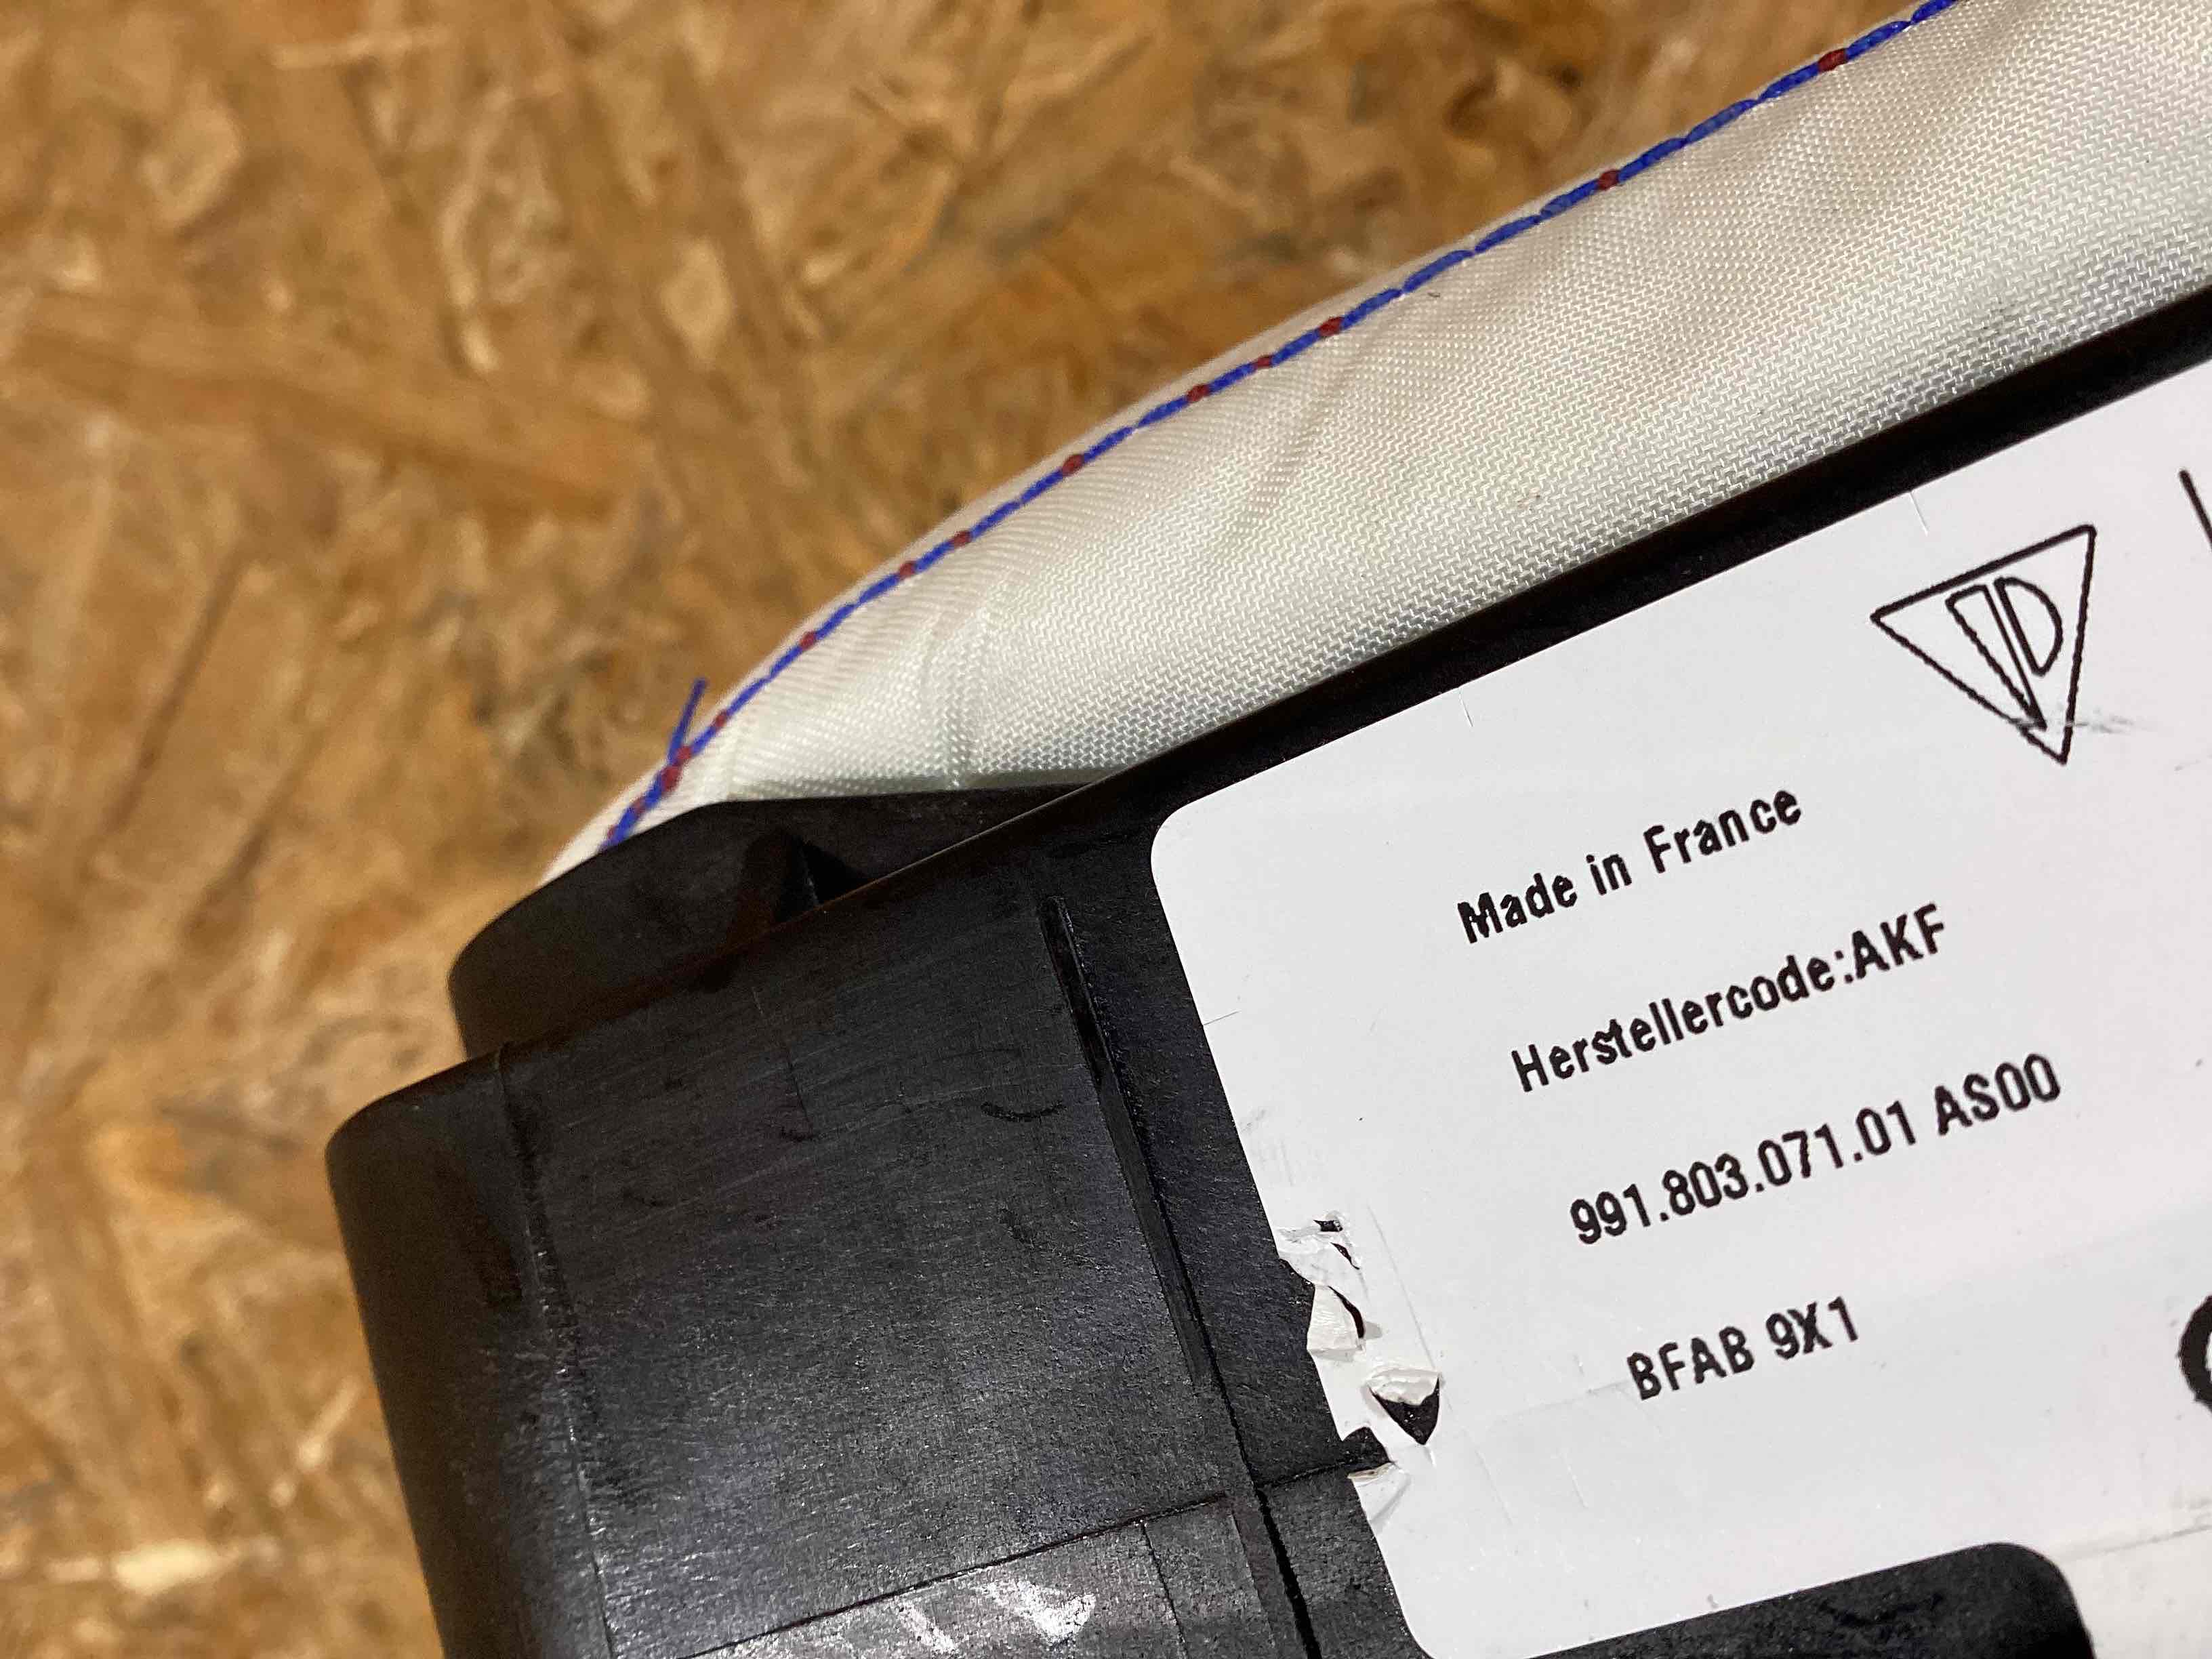 Made in France
Herstellercode:AKF
991.803.071.01 AS00
BFAB 9X1